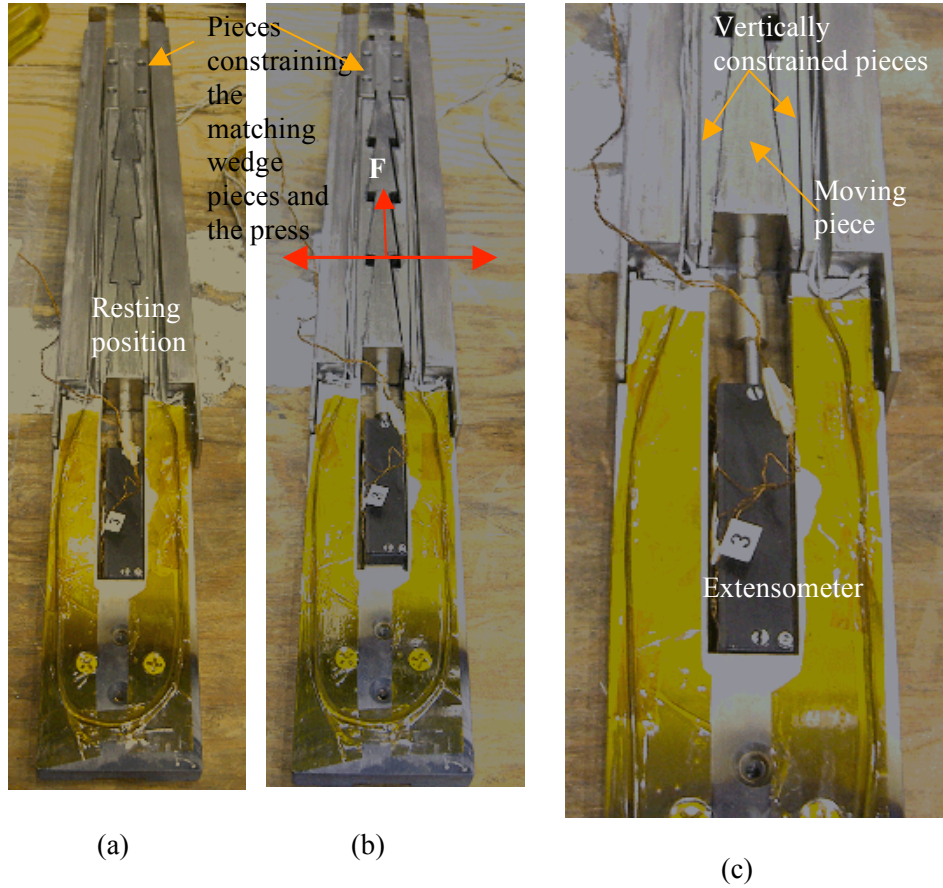 Pieces
constraining
the
matching
wedge
pieces and
the press
F
Resting
position
3
3
Vertically
constrained pieces
Moving
piece
3
Extensometer
(a)
(b)
(c)